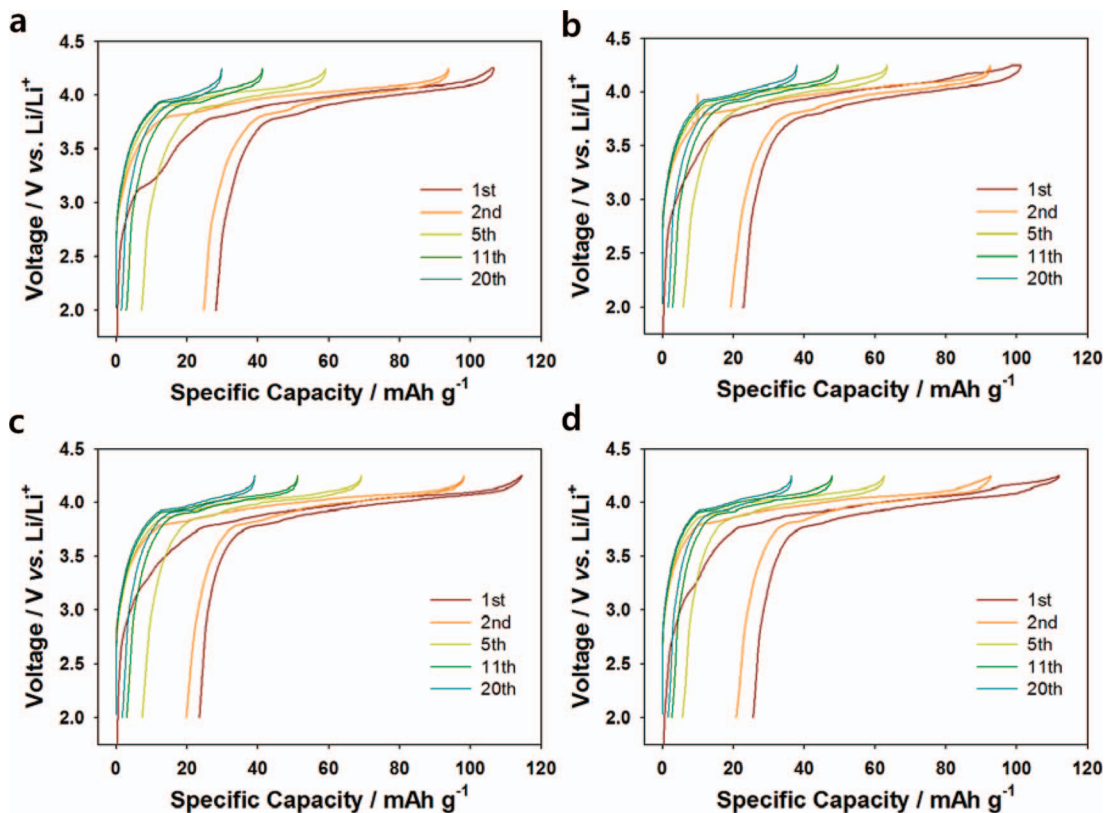 a
4.5
4.0
3.5
3.0
2.5
2.0
Voltage / V vs. Li/Li⁺
1st
2nd
5th
11th
20th
0 20 40 60 80 100 120
Specific Capacity / mAh g⁻¹
b
4.5
4.0
3.5
3.0
2.5
2.0
Voltage / V vs. Li/Li⁺
1st
2nd
5th
11th
20th
0 20 40 60 80 100 120
Specific Capacity / mAh g⁻¹
c
4.5
4.0
3.5
3.0
2.5
2.0
Voltage / V vs. Li/Li⁺
1st
2nd
5th
11th
20th
0 20 40 60 80 100 120
Specific Capacity / mAh g⁻¹
d
4.5
4.0
3.5
3.0
2.5
2.0
Voltage / V vs. Li/Li⁺
1st
2nd
5th
11th
20th
0 20 40 60 80 100 120
Specific Capacity / mAh g⁻¹